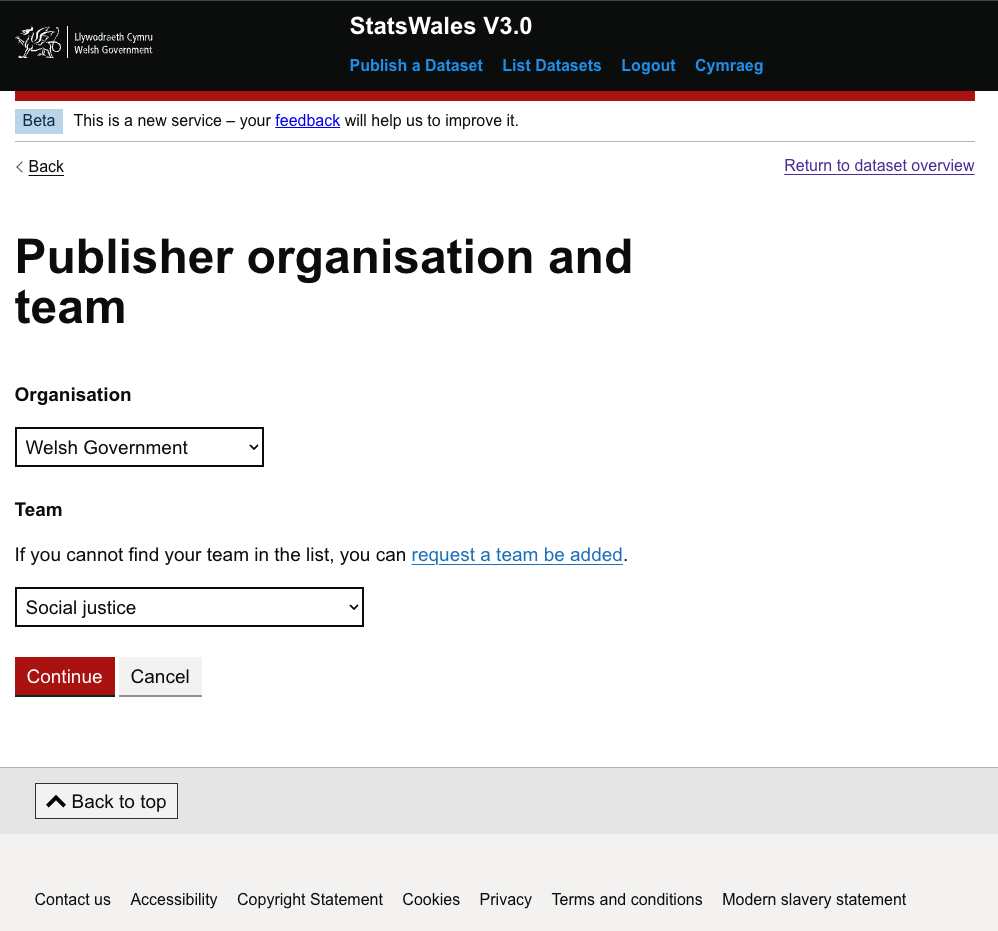 StatsWales V3.0
Llywodraeth Cymru
Welsh Government
Publish a Dataset List Datasets Logout Cymraeg
Beta This is a new service – your feedback will help us to improve it.
Back Return to dataset overview
Publisher organisation and
team
Organisation
Welsh Government
Team
If you cannot find your team in the list, you can request a team be added.
Social justice
Continue Cancel
Back to top
Contact us Accessibility Copyright Statement Cookies Privacy Terms and conditions Modern slavery statement